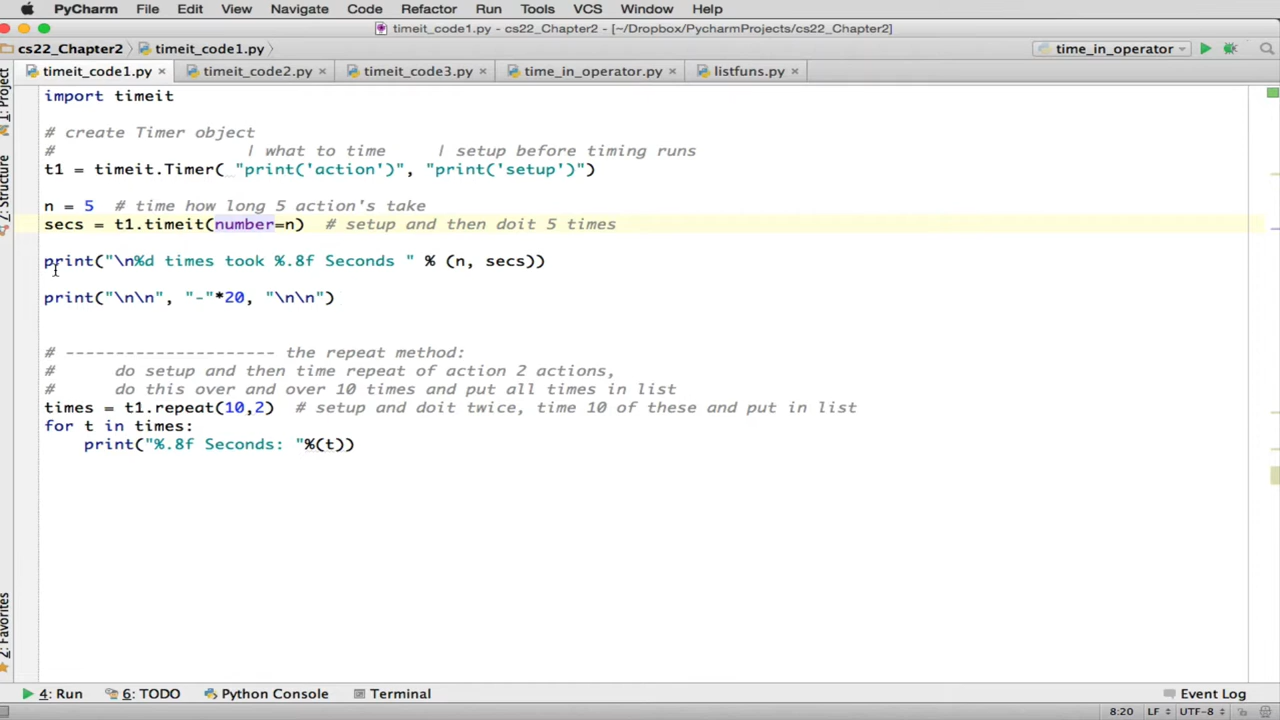 PyCharm File Edit View Navigate Code Refactor Run Tools VCS Window Help
timeit_code1.py - cs22_Chapter2 - [~/Dropbox/PycharmProjects/cs22_Chapter2]
cs22_Chapter2 timeit_code1.py time_in_operator
timeit_code1.py timeit_code2.py timeit_code3.py time_in_operator.py listfuns.py
1: Project
7: Structure
2: Favorites
import timeit
# create Timer object
# | what to time | setup before timing runs
t1 = timeit.Timer( "print('action')", "print('setup')")
n = 5 # time how long 5 action's take
secs = t1.timeit(number=n) # setup and then doit 5 times
print("\n%d times took %.8f Seconds " % (n, secs))
print("\n\n", "-"*20, "\n\n")
# --------------------- the repeat method:
# do setup and then time repeat of action 2 actions,
# do this over and over 10 times and put all times in list
times = t1.repeat(10,2) # setup and doit twice, time 10 of these and put in list
for t in times:
print("%.8f Seconds: "%(t))
4: Run 6: TODO Python Console Terminal Event Log
8:20 LF UTF-8